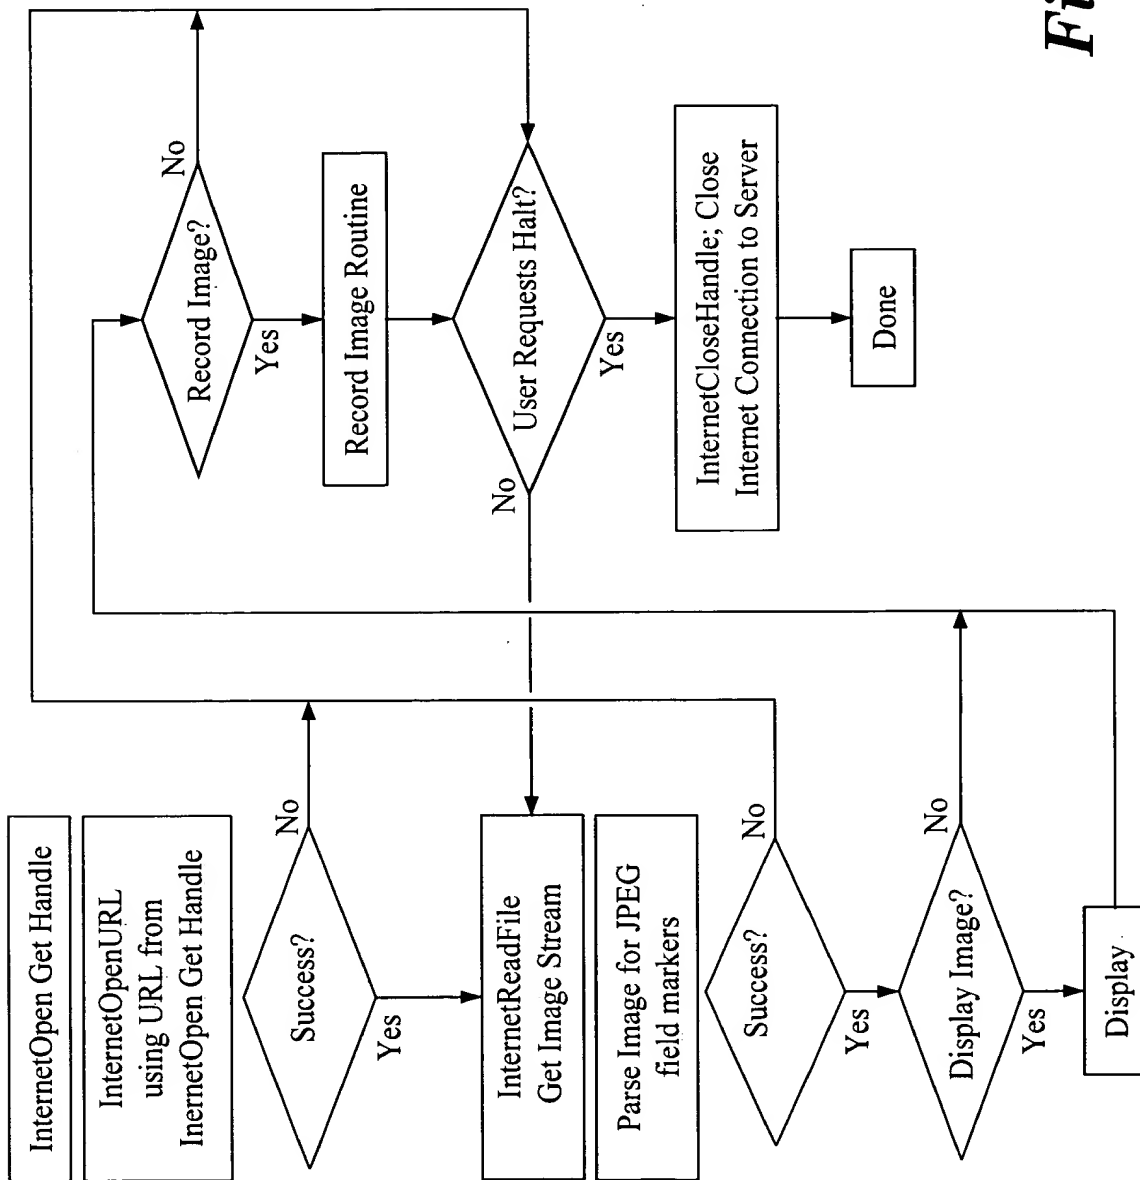 InternetOpen Get Handle
InternetOpenURL
using URL from
InernetOpen Get Handle
Success?
No
Yes
InternetReadFile
Get Image Stream
Parse Image for JPEG
field markers
Success?
No
Yes
Display Image?
No
Yes
Display
Record Image?
No
Yes
Record Image Routine
User Requests Halt?
No
Yes
InternetCloseHandle; Close
Internet Connection to Server
Done